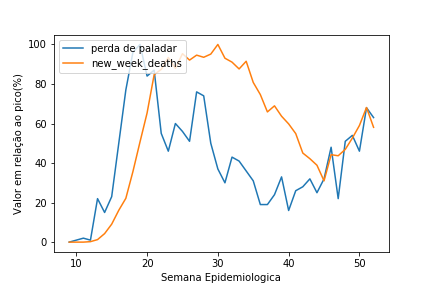 perda de paladar
new_week_deaths
Valor em relação ao pico(%)
100
80
60
40
20
0
10
20
30
40
50
Semana Epidemiologica